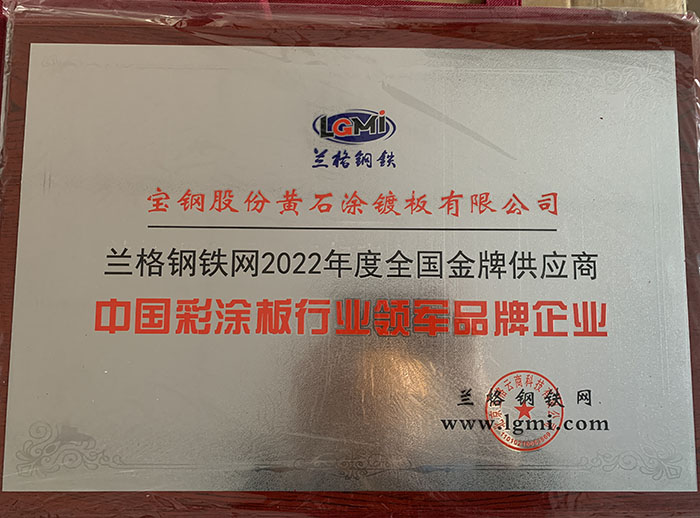 LGMi
兰格钢铁
宝钢股份黄石涂镀板有限公司
兰格钢铁网2022年度全国金牌供应商
中国彩涂板行业领军品牌企业
兰格钢铁网
www.lgmi.com